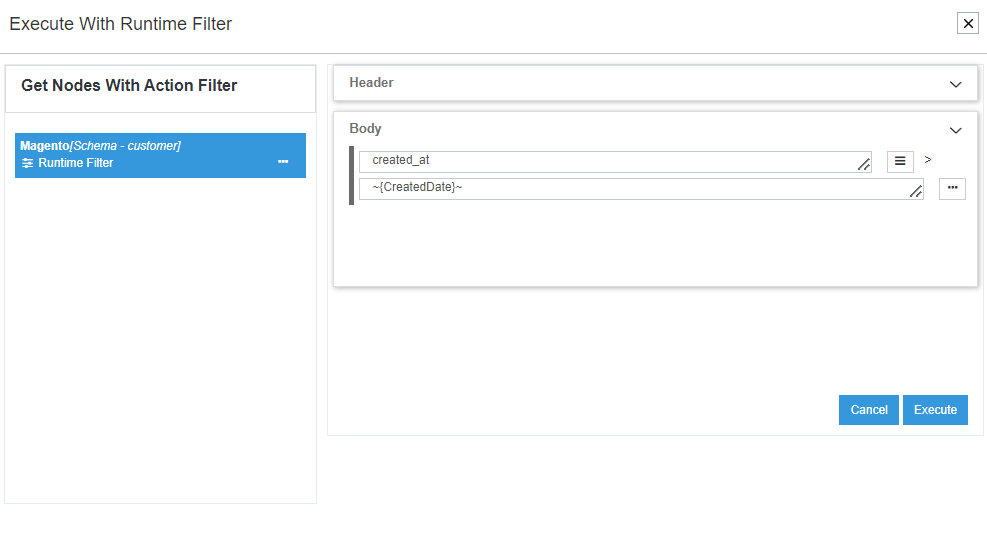 Execute With Runtime Filter
Get Nodes With Action Filter
Magento[Schema - customer]
Runtime Filter
Header
Body
created_at
>
~{CreatedDate}~
Cancel
Execute